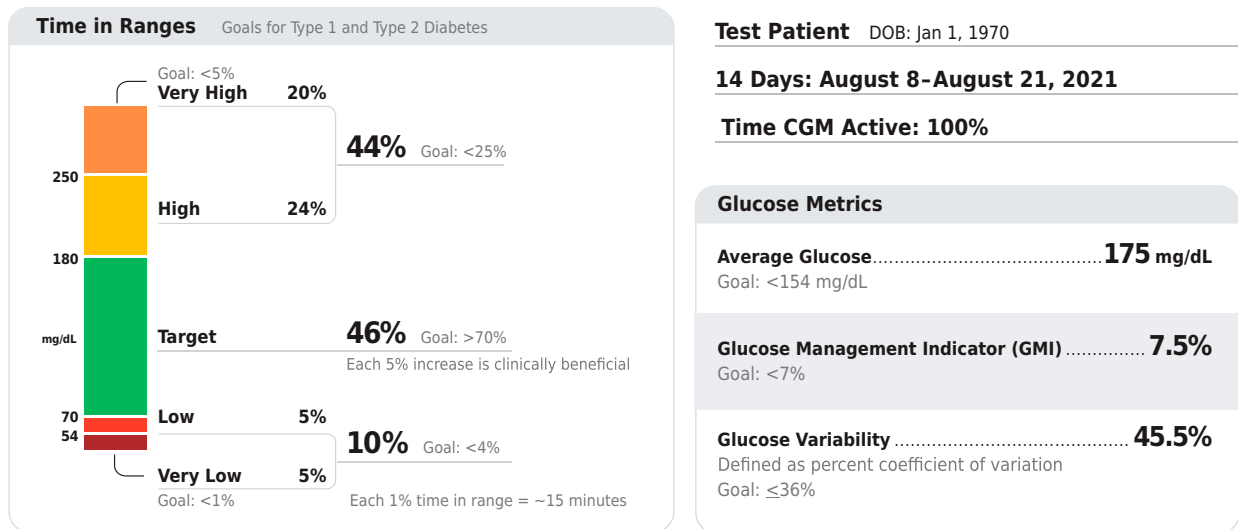 Time in Ranges Goals for Type 1 and Type 2 Diabetes
Goal: <5%
Very High 20%
44% Goal: <25%
250
High 24%
180
mg/dL
Target 46% Goal: >70%
Each 5% increase is clinically beneficial
70
Low 5%
54
10% Goal: <4%
Very Low 5%
Goal: <1%
Each 1% time in range = ~15 minutes
Test Patient DOB: Jan 1, 1970
14 Days: August 8–August 21, 2021
Time CGM Active: 100%
Glucose Metrics
Average Glucose........................................175 mg/dL
Goal: <154 mg/dL
Glucose Management Indicator (GMI)...............7.5%
Goal: <7%
Glucose Variability........................................45.5%
Defined as percent coefficient of variation
Goal: ≤36%